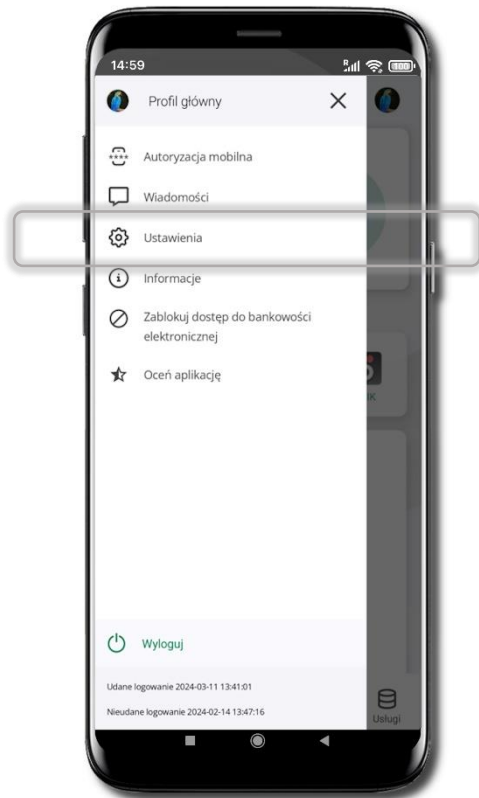 14:59
R
100
Profil główny
Autoryzacja mobilna
Wiadomości
Ustawienia
Informacje
Zablokuj dostęp do bankowości
elektronicznej
Oceń aplikację
Wyloguj
Udane logowanie 2024-03-11 13:41:01
Nieudane logowanie 2024-02-14 13:47:16
Usługi